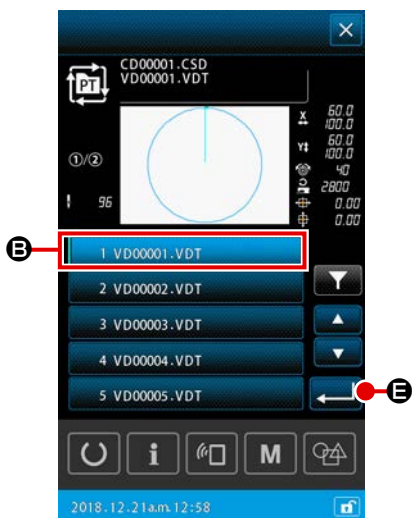 CD00001.CSD
VD00001.VDT
PT
X 60.0
100.0
①/②
Y 60.0
100.0
40
2800
96
0.00
0.00
B
1 VD00001.VDT
2 VD00002.VDT
3 VD00003.VDT
4 VD00004.VDT
5 VD00005.VDT
E
i
M
2018.12.21a.m.12:58